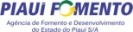 PIAUÍ FOMENTO
Agência de Fomento e Desenvolvimento
do Estado do Piauí S/A